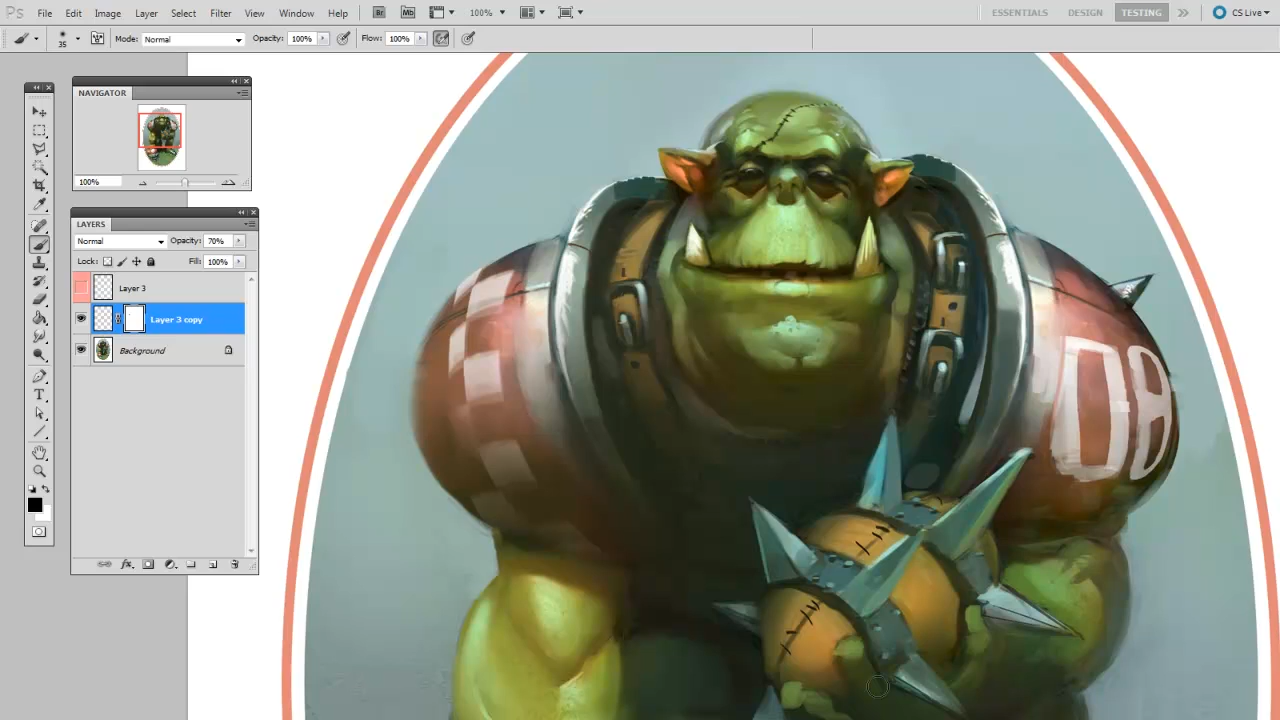 Ps File Edit Image Layer Select Filter View Window Help Br Mb 100% ESSENTIALS DESIGN TESTING CS Live
35 Mode: Normal Opacity: 100% Flow: 100%
NAVIGATOR
100%
LAYERS
Normal Opacity: 70%
Lock: Fill: 100%
Layer 3
Layer 3 copy
Background
08